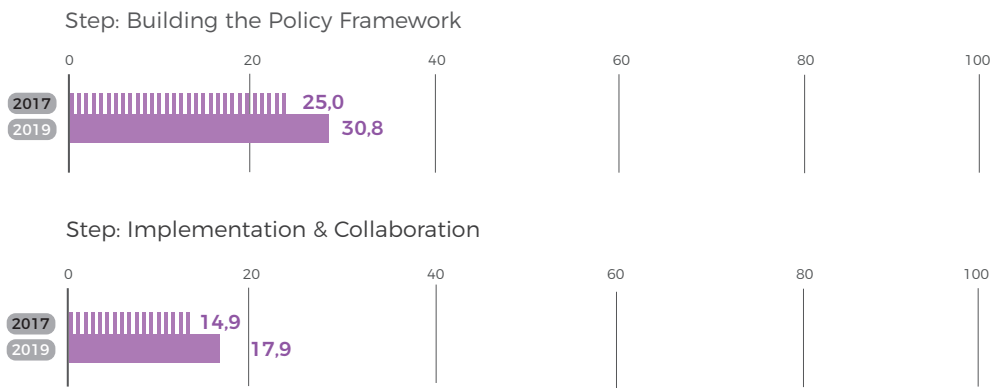 Step: Building the Policy Framework
0 20 40 60 80 100
2017 25,0
2019 30,8
Step: Implementation & Collaboration
0 20 40 60 80 100
2017 14,9
2019 17,9